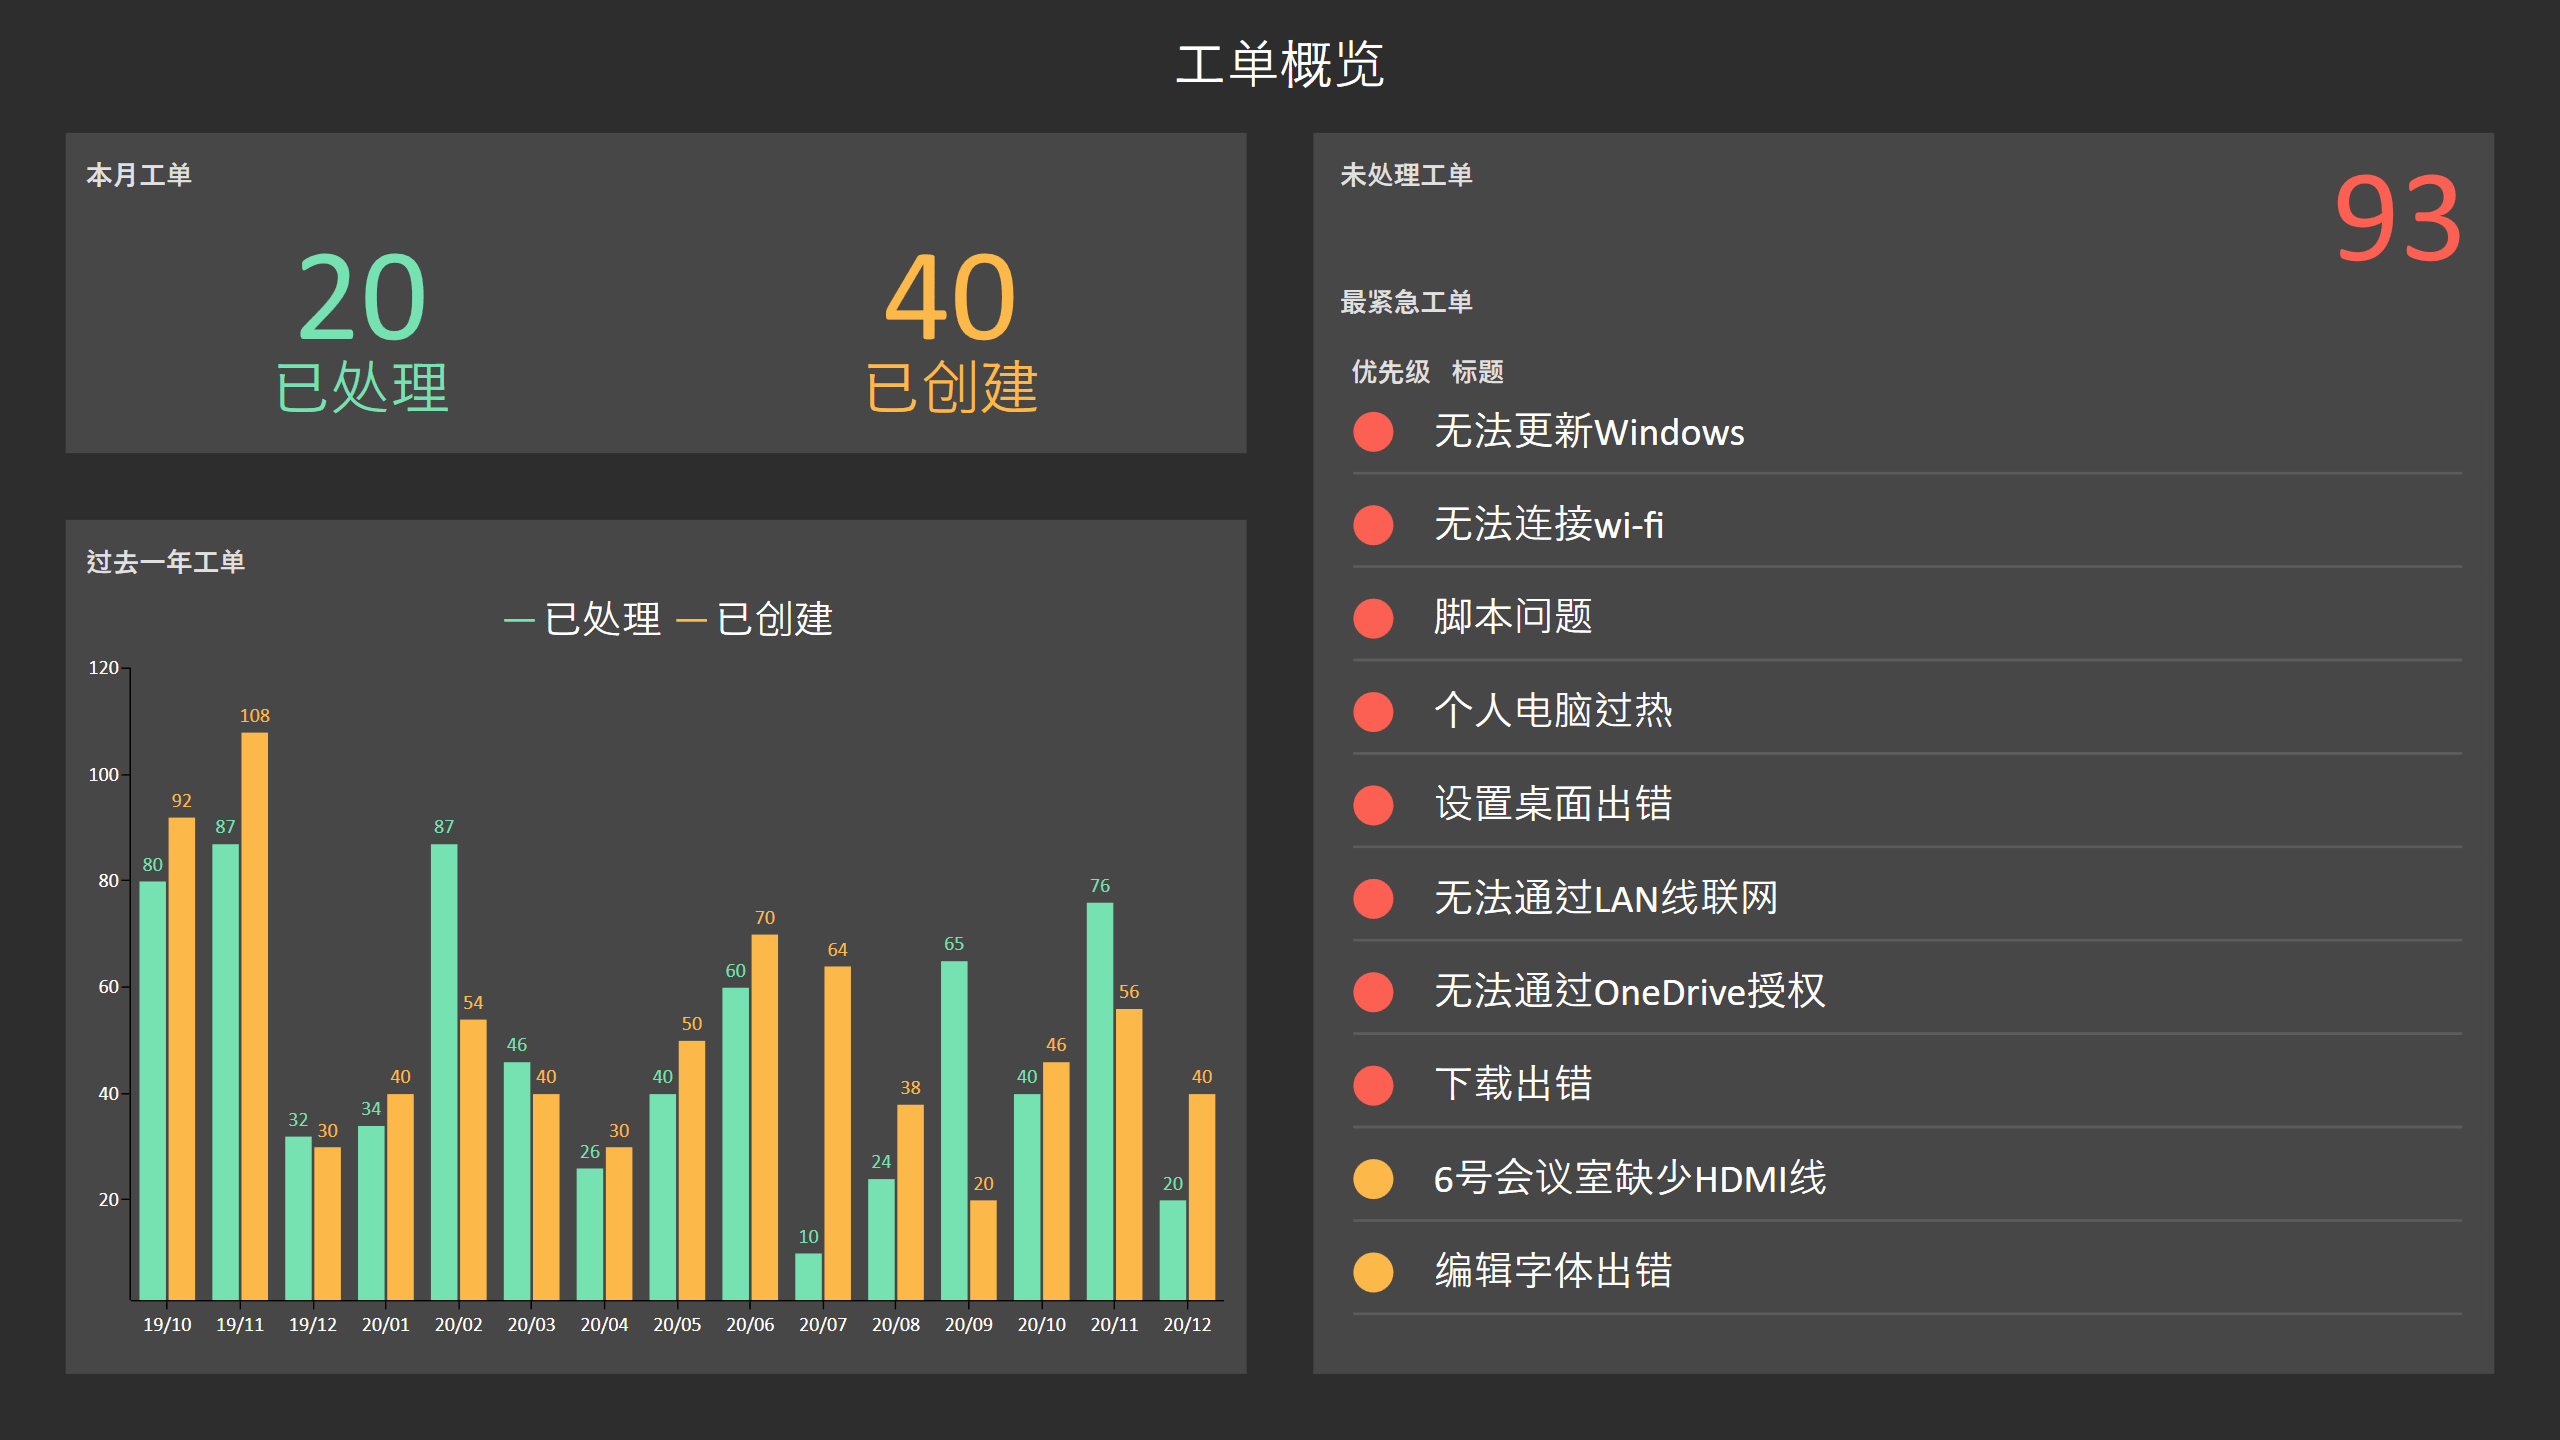 工单概览
本月工单
20
已处理
40
已创建
过去一年工单
已处理 已创建
120
100
80
60
40
20
80 92
87 108
32 30
34 40
87 54
46 40
26 30
40 50
60 70
10 64
24 38
65 20
40 46
76 56
20 40
19/10 19/11 19/12 20/01 20/02 20/03 20/04 20/05 20/06 20/07 20/08 20/09 20/10 20/11 20/12
未处理工单
93
最紧急工单
优先级 标题
无法更新Windows
无法连接wi-fi
脚本问题
个人电脑过热
设置桌面出错
无法通过LAN线联网
无法通过OneDrive授权
下载出错
6号会议室缺少HDMI线
编辑字体出错